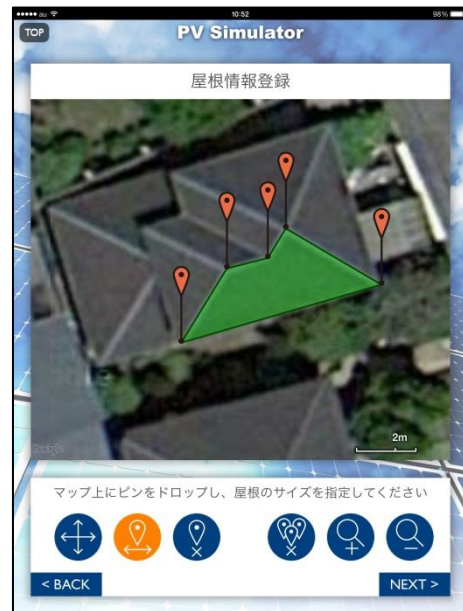 au 10:52 98%
TOP PV Simulator
屋根情報登録
Google
2m
マップ上にピンをドロップし、屋根のサイズを指定してください
< BACK NEXT >